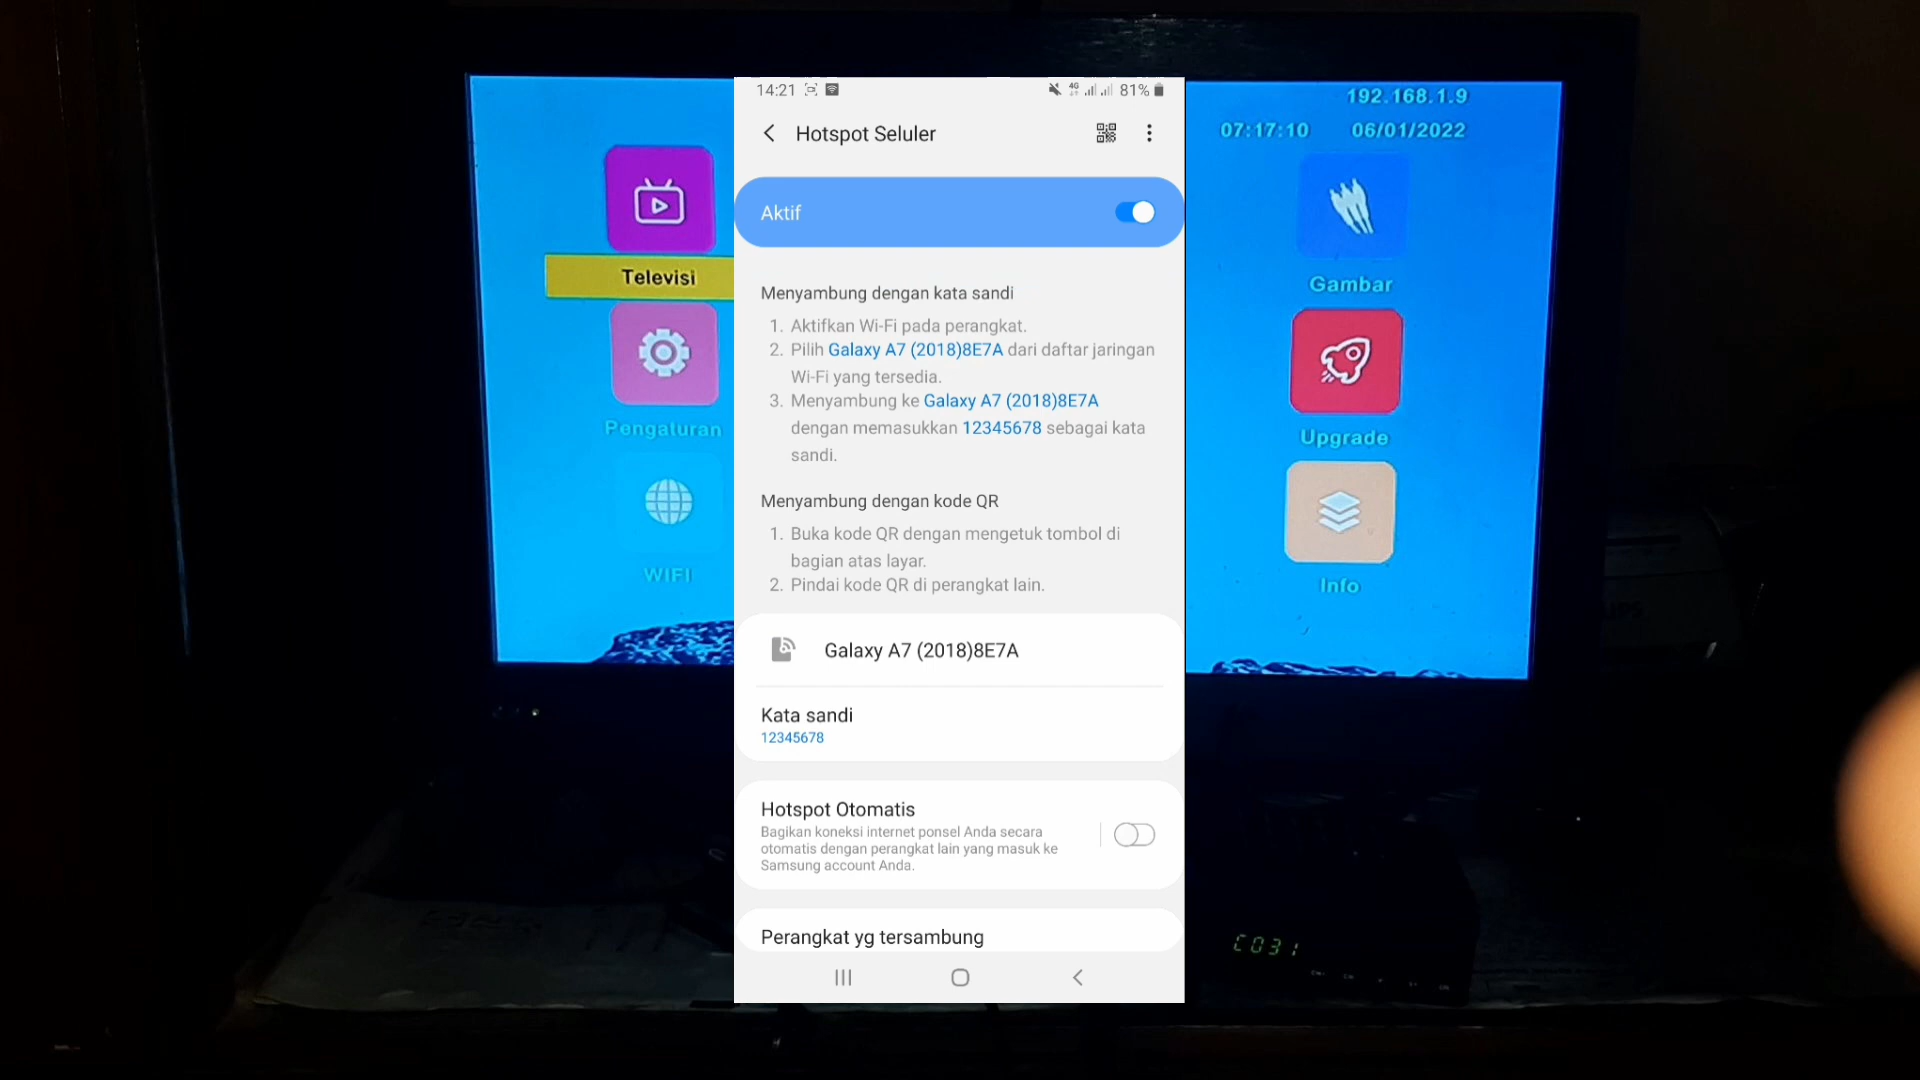 14:21
4G
81%
Hotspot Seluler
Aktif
Menyambung dengan kata sandi
1. Aktifkan Wi-Fi pada perangkat.
2. Pilih Galaxy A7 (2018)8E7A dari daftar jaringan
Wi-Fi yang tersedia.
3. Menyambung ke Galaxy A7 (2018)8E7A
dengan memasukkan 12345678 sebagai kata
sandi.
Menyambung dengan kode QR
1. Buka kode QR dengan mengetuk tombol di
bagian atas layar.
2. Pindai kode QR di perangkat lain.
Galaxy A7 (2018)8E7A
Kata sandi
12345678
Hotspot Otomatis
Bagikan koneksi internet ponsel Anda secara
otomatis dengan perangkat lain yang masuk ke
Samsung account Anda.
Perangkat yg tersambung
Televisi
Pengaturan
WIFI
192.168.1.9
07:17:10 06/01/2022
Gambar
Upgrade
Info
C031